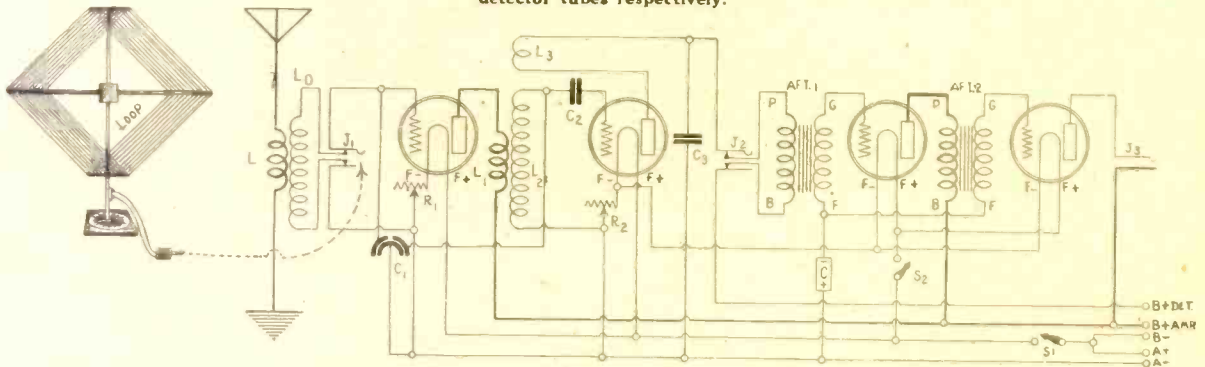 detector tubes respectively.
LOOP
L
L0
J1
F-
F+
R1
C1
L1
L2
L3
C2
F-
F+
R2
C3
J2
AFT.1
P
G
B
F
F-
F+
AFT.2
P
G
B
F
F-
F+
J3
- C +
S2
S1
B+DET.
B+AMP.
B-
A+
A-